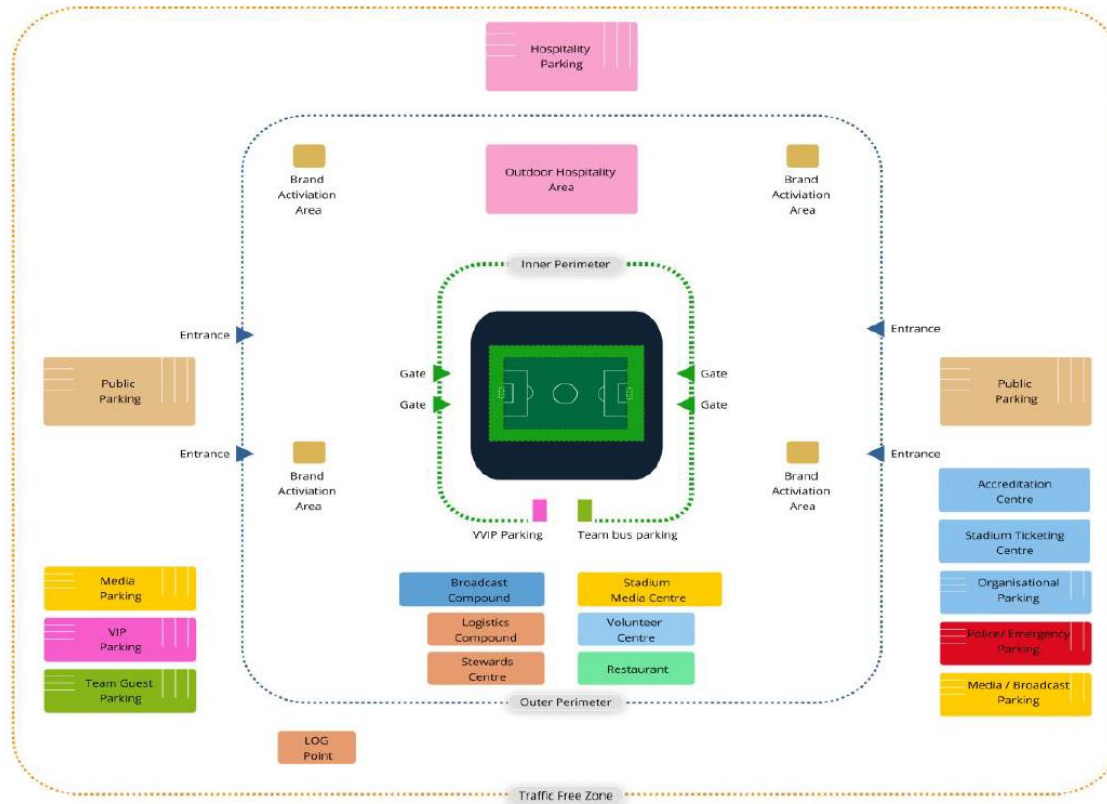 Hospitality
Parking
Brand
Activiation
Area
Outdoor Hospitality
Area
Brand
Activiation
Area
Inner Perimeter
Entrance
Entrance
Public
Parking
Gate
Gate
Gate
Gate
Public
Parking
Entrance
Entrance
Brand
Activiation
Area
Brand
Activiation
Area
Accreditation
Centre
VVIP Parking
Team bus parking
Stadium Ticketing
Centre
Media
Parking
Broadcast
Compound
Stadium
Media Centre
Organisational
Parking
VIP
Parking
Logistics
Compound
Volunteer
Centre
Police/ Emergency
Parking
Team Guest
Parking
Stewards
Centre
Restaurant
Media / Broadcast
Parking
Outer Perimeter
LOG
Point
Traffic Free Zone